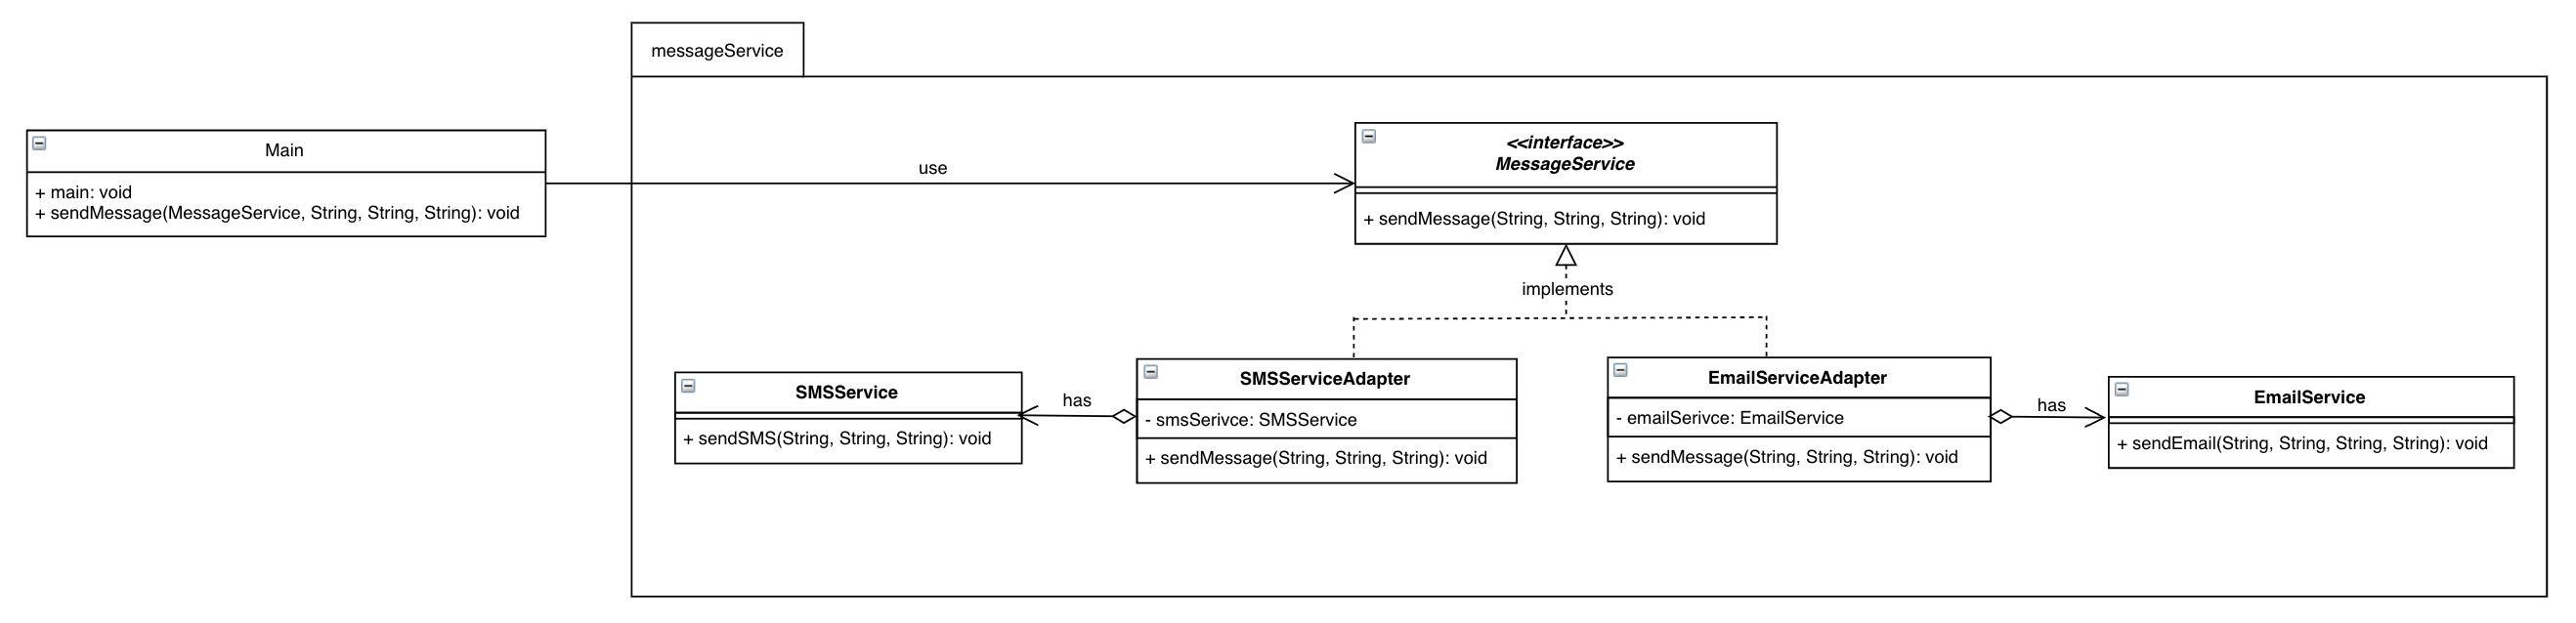 messageService
Main
+ main: void
+ sendMessage(MessageService, String, String, String): void
use
<<interface>>
MessageService
+ sendMessage(String, String, String): void
implements
SMSService
+ sendSMS(String, String, String): void
has
SMSServiceAdapter
- smsSerivce: SMSService
+ sendMessage(String, String, String): void
EmailServiceAdapter
- emailSerivce: EmailService
+ sendMessage(String, String, String): void
has
EmailService
+ sendEmail(String, String, String, String): void